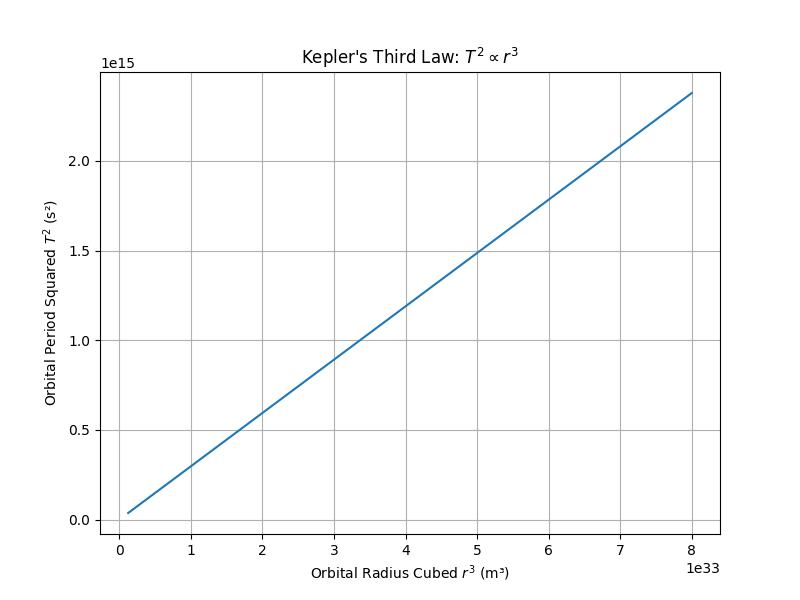 Kepler's Third Law: T² ∝ r³
1e15
2.0
1.5
1.0
0.5
0.0
Orbital Period Squared T² (s²)
0 1 2 3 4 5 6 7 8
1e33
Orbital Radius Cubed r³ (m³)